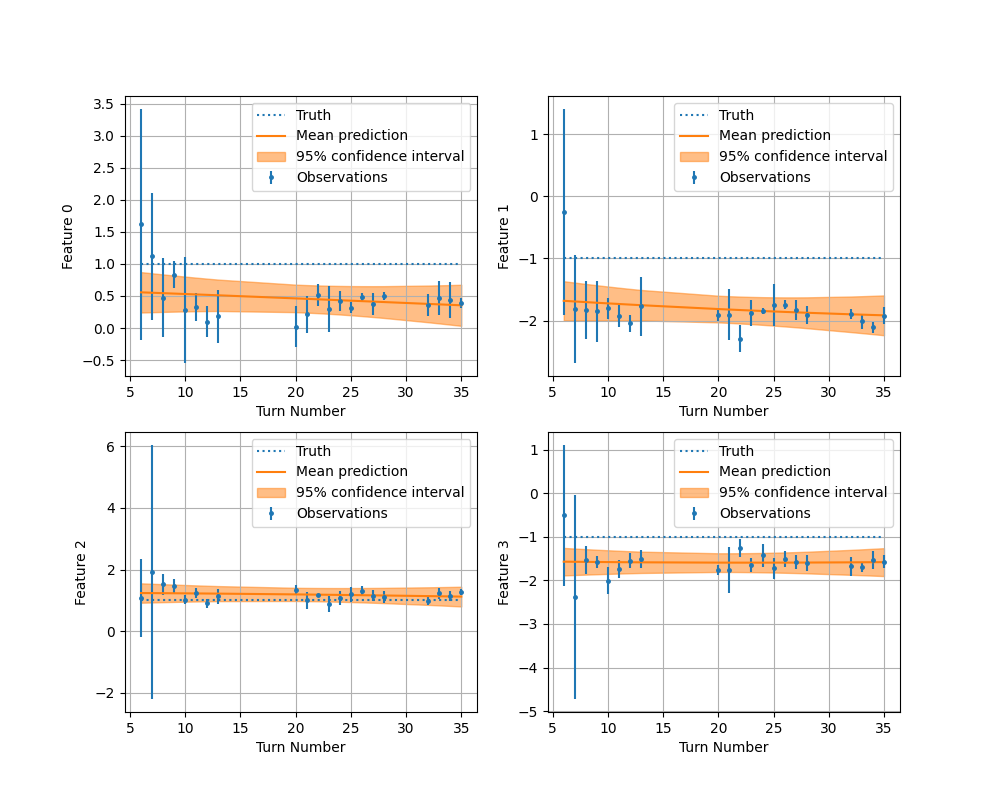 3.5
3.0
2.5
2.0
1.5
1.0
0.5
0.0
−0.5
Feature 0
5
10
15
20
25
30
35
Turn Number
Truth
Mean prediction
95% confidence interval
Observations
1
0
−1
−2
Feature 1
5
10
15
20
25
30
35
Turn Number
Truth
Mean prediction
95% confidence interval
Observations
6
4
2
0
−2
Feature 2
5
10
15
20
25
30
35
Turn Number
Truth
Mean prediction
95% confidence interval
Observations
1
0
−1
−2
−3
−4
−5
Feature 3
5
10
15
20
25
30
35
Turn Number
Truth
Mean prediction
95% confidence interval
Observations